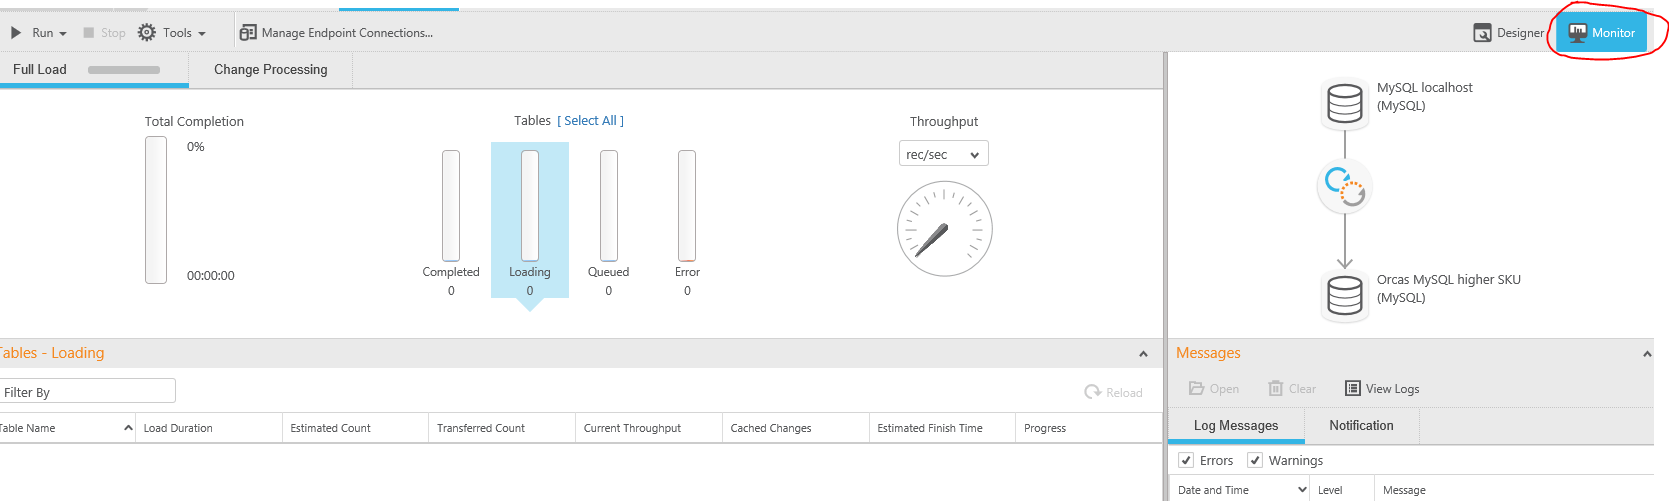 Run Stop Tools Manage Endpoint Connections... Designer Monitor
Full Load Change Processing
Total Completion
0%
00:00:00
Tables [ Select All ]
Completed Loading Queued Error
0 0 0 0
Throughput
rec/sec
MySQL localhost
(MySQL)
Orcas MySQL higher SKU
(MySQL)
Tables - Loading
Filter By
Reload
Table Name Load Duration Estimated Count Transferred Count Current Throughput Cached Changes Estimated Finish Time Progress
Messages
Open Clear View Logs
Log Messages Notification
Errors Warnings
Date and Time Level Message